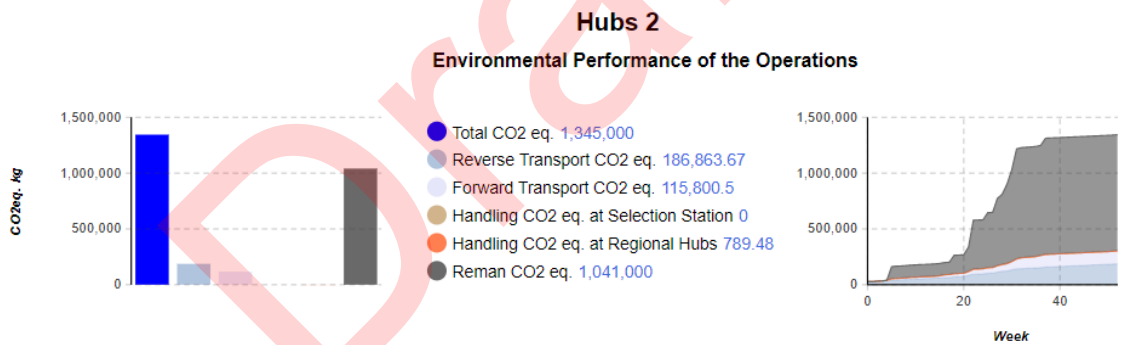 Hubs 2
Environmental Performance of the Operations
CO2eq. kg
1,500,000
1,000,000
500,000
0
Total CO2 eq. 1,345,000
Reverse Transport CO2 eq. 186,863.67
Forward Transport CO2 eq. 115,800.5
Handling CO2 eq. at Selection Station 0
Handling CO2 eq. at Regional Hubs 789.48
Reman CO2 eq. 1,041,000
1,500,000
1,000,000
500,000
0
0 20 40
Week